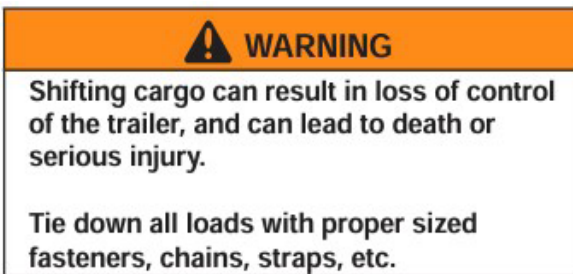 WARNING
Shifting cargo can result in loss of control
of the trailer, and can lead to death or
serious injury.
Tie down all loads with proper sized
fasteners, chains, straps, etc.